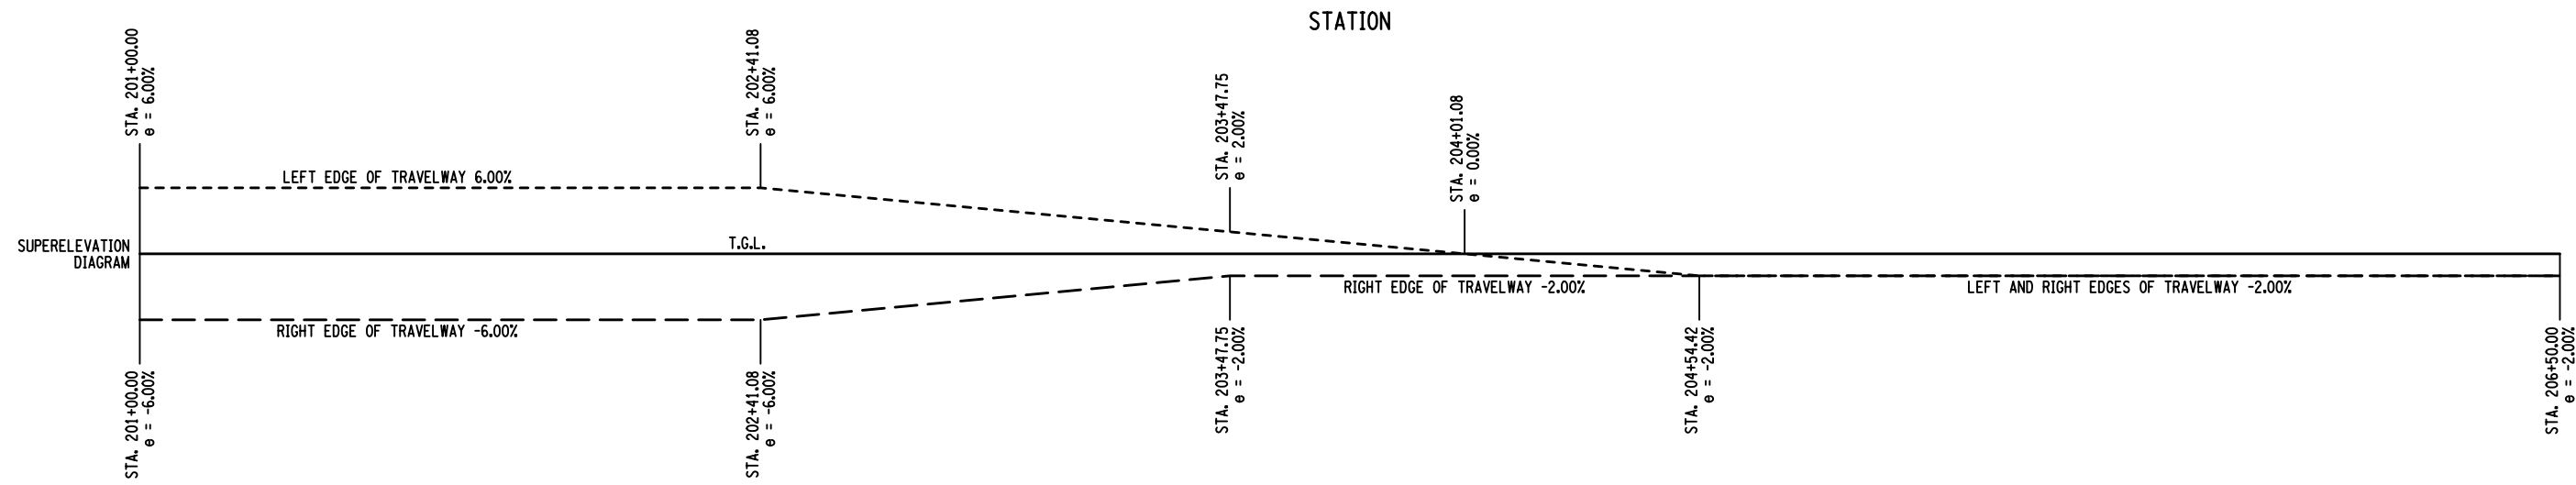 STATION
STA. 201+00.00
e = 6.00%
STA. 202+41.08
e = 6.00%
STA. 203+47.75
e = 2.00%
STA. 204+01.08
e = 0.00%
LEFT EDGE OF TRAVELWAY 6.00%
SUPERELEVATION
DIAGRAM
T.G.L.
RIGHT EDGE OF TRAVELWAY -6.00%
RIGHT EDGE OF TRAVELWAY -2.00%
LEFT AND RIGHT EDGES OF TRAVELWAY -2.00%
STA. 201+00.00
e = -6.00%
STA. 202+41.08
e = -6.00%
STA. 203+47.75
e = -2.00%
STA. 204+54.42
e = -2.00%
STA. 206+50.00
e = -2.00%